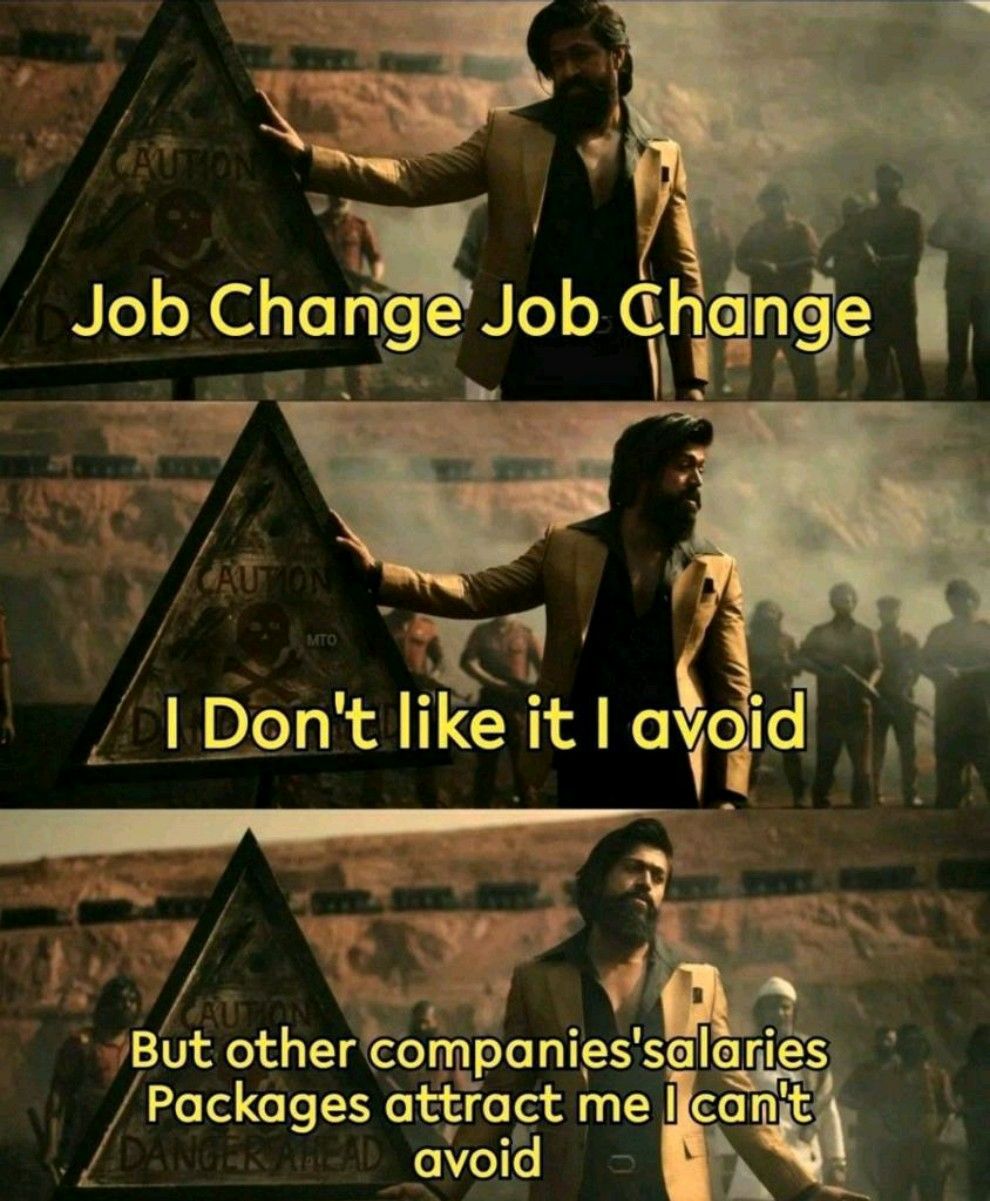 CAUTION
Job Change Job Change
CAUTION
MTO
I Don't like it I avoid
CAUTION
But other companies'salaries
Packages attract me I can't
avoid
DANGER AHEAD